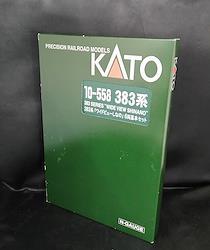 PRECISION RAILROAD MODELS
KATO
10-558 383系
383 SERIES "WIDE VIEW SHINANO"
383系「ワイドビューしなの」6両基本セット
N-GAUGE